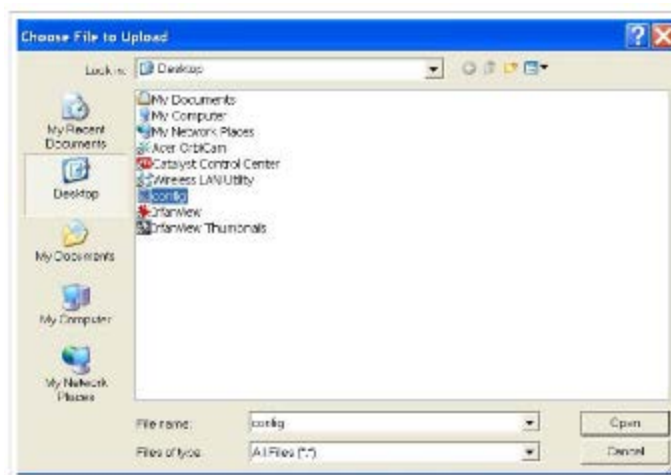 Choose File to Upload
Look in:
Desktop
My Recent
Documents
Desktop
My Documents
My Computer
My Network
Places
My Documents
My Computer
My Network Places
Acer OrbiCam
Catalyst Control Center
Wireless LAN Utility
config
IrfanView
IrfanView Thumbnails
File name:
config
Open
Files of type:
All Files (*.*)
Cancel